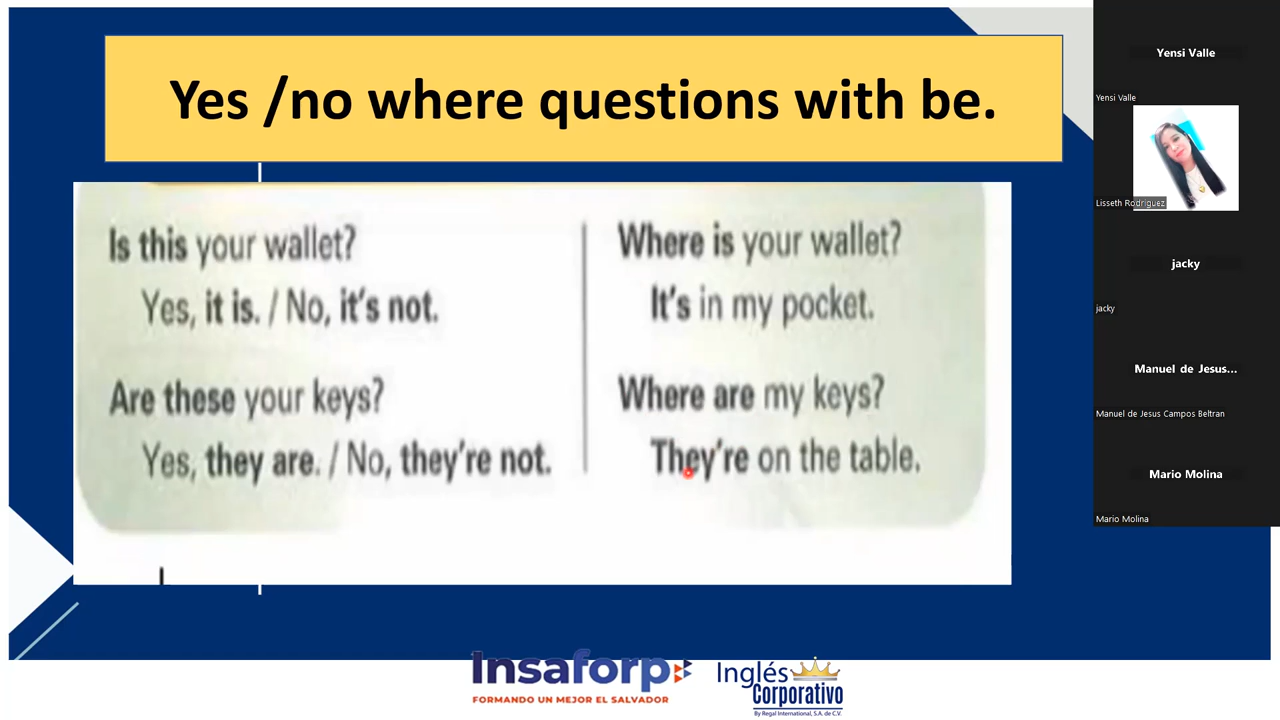 Yes /no where questions with be.
Is this your wallet?
Yes, it is. / No, it's not.
Are these your keys?
Yes, they are. / No, they're not.
Where is your wallet?
It's in my pocket.
Where are my keys?
They're on the table.
Insaforp
FORMANDO UN MEJOR EL SALVADOR
Inglés
Corporativo
By Regal International, S.A. de C.V.
Yensi Valle
Yensi Valle
Lisseth Rodriguez
jacky
jacky
Manuel de Jesus...
Manuel de Jesus Campos Beltran
Mario Molina
Mario Molina